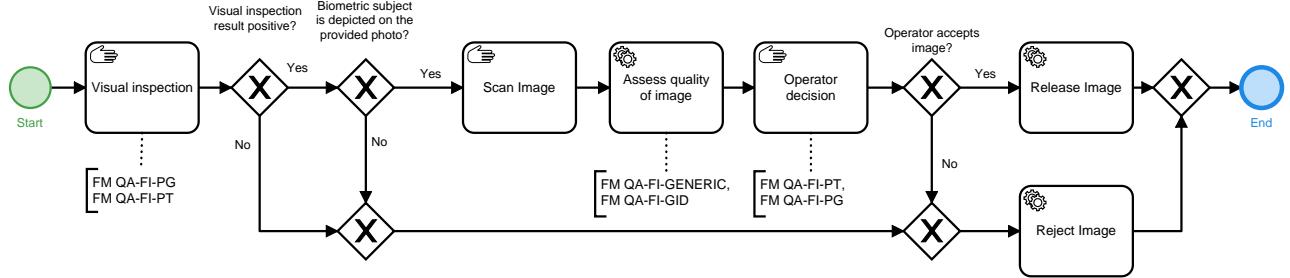 Visual inspection
result positive?
Biometric subject
is depicted on the
provided photo?
Operator accepts
image?
Start
Visual inspection
Yes
Yes
Scan Image
Assess quality
of image
Operator
decision
Yes
Release Image
End
No
No
No
FM QA-FI-PG
FM QA-FI-PT
FM QA-FI-GENERIC,
FM QA-FI-GID
FM QA-FI-PT,
FM QA-FI-PG
Reject Image